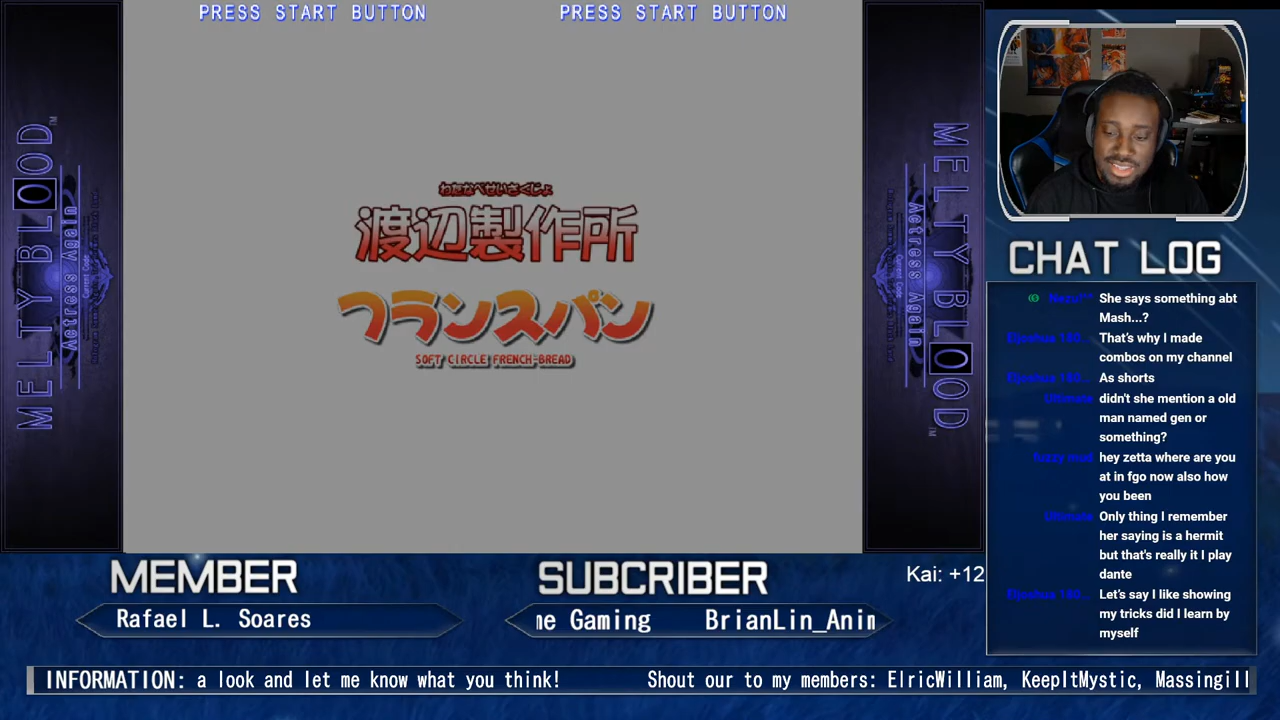 PRESS START BUTTON
PRESS START BUTTON
MELTY BLOOD
Actress Again
Current Code
MELTY BLOOD
Actress Again
Current Code
わたなべせいさくじょ
渡辺製作所
フランスパン
SOFT CIRCLE FRENCH-BREAD
CHAT LOG
She says something abt
Mash...?
That's why I made
combos on my channel
As shorts
Ultimate didn't she mention a old
man named gen or
something?
hey zetta where are you
at in fgo now also how
you been
Ultimate Only thing I remember
her saying is a hermit
but that's really it I play
dante
Let's say I like showing
my tricks did I learn by
myself
MEMBER
Rafael L. Soares
SUBCRIBER
ne Gaming BrianLin_Anin
Kai: +12
INFORMATION: a look and let me know what you think! Shout our to my members: ElricWilliam, KeepItMystic, Massingill